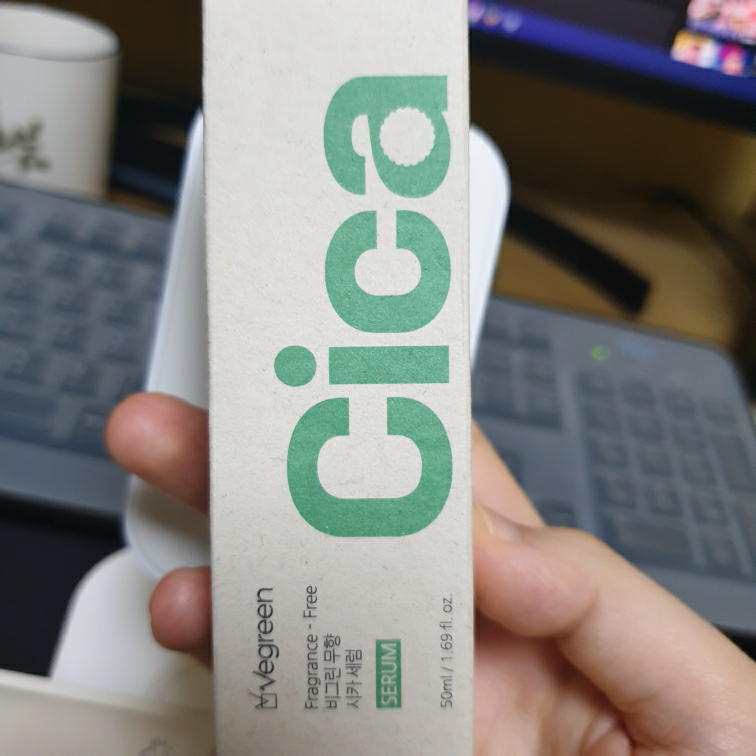 Cica
Vegreen
Fragrance - Free
비그린 무향
시카 세럼
SERUM
50ml / 1.69 fl. oz.